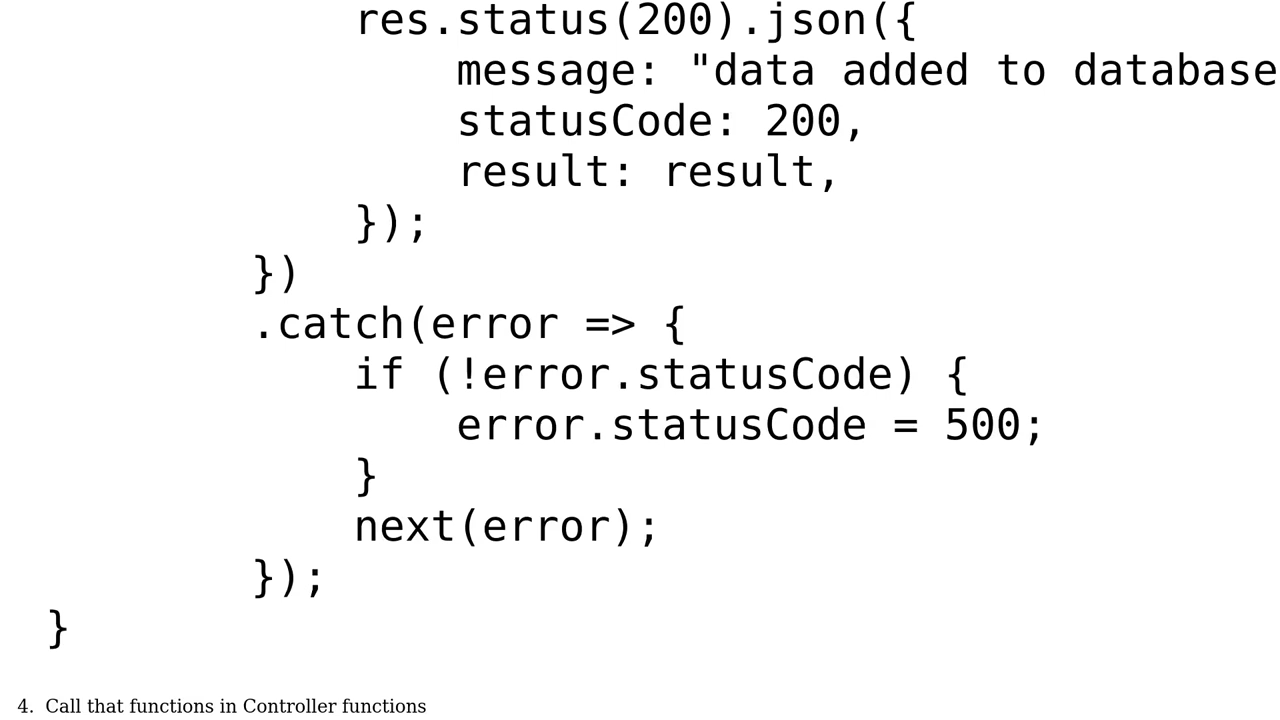 res.status(200).json({
message: "data added to database
statusCode: 200,
result: result,
});
})
.catch(error => {
if (!error.statusCode) {
error.statusCode = 500;
}
next(error);
});
}
4. Call that functions in Controller functions